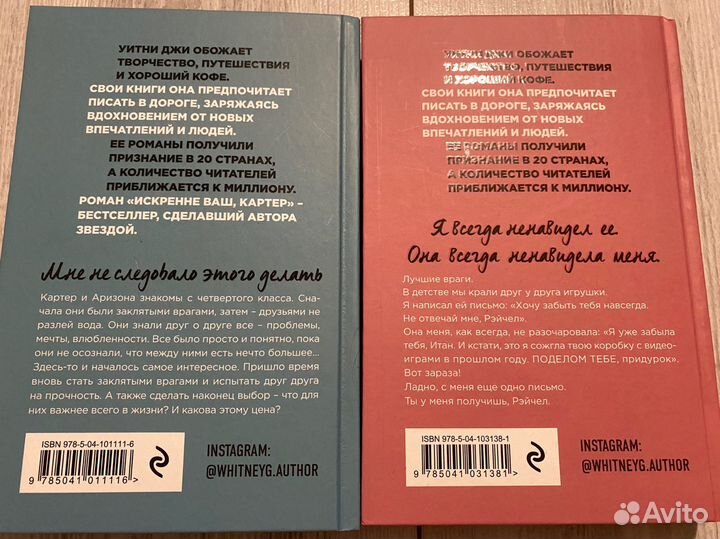 УИТНИ ДЖИ ОБОЖАЕТ
ТВОРЧЕСТВО, ПУТЕШЕСТВИЯ
И ХОРОШИЙ КОФЕ.
СВОИ КНИГИ ОНА ПРЕДПОЧИТАЕТ
ПИСАТЬ В ДОРОГЕ, ЗАРЯЖАЯСЬ
ВДОХНОВЕНИЕМ ОТ НОВЫХ
ВПЕЧАТЛЕНИЙ И ЛЮДЕЙ.
ЕЕ РОМАНЫ ПОЛУЧИЛИ
ПРИЗНАНИЕ В 20 СТРАНАХ,
А КОЛИЧЕСТВО ЧИТАТЕЛЕЙ
ПРИБЛИЖАЕТСЯ К МИЛЛИОНУ.
РОМАН «ИСКРЕННЕ ВАШ, КАРТЕР» –
БЕСТСЕЛЛЕР, СДЕЛАВШИЙ АВТОРА
ЗВЕЗДОЙ.
Мне не следовало этого делать
Картер и Аризона знакомы с четвертого класса. Сна-
чала они были заклятыми врагами, затем – друзьями не
разлей вода. Они знали друг о друге все – проблемы,
мечты, влюбленности. Все было просто и понятно, пока
они не осознали, что между ними есть нечто большее...
Здесь-то и началось самое интересное. Пришло время
вновь стать заклятыми врагами и испытать друг друга
на прочность. А также сделать наконец выбор – что для
них важнее всего в жизни? И какова этому цена?
ISBN 978-5-04-101111-6
9 785041 011116 >
INSTAGRAM:
@WHITNEYG.AUTHOR
УИТНИ ДЖИ ОБОЖАЕТ
ТВОРЧЕСТВО, ПУТЕШЕСТВИЯ
И ХОРОШИЙ КОФЕ.
СВОИ КНИГИ ОНА ПРЕДПОЧИТАЕТ
ПИСАТЬ В ДОРОГЕ, ЗАРЯЖАЯСЬ
ВДОХНОВЕНИЕМ ОТ НОВЫХ
ВПЕЧАТЛЕНИЙ И ЛЮДЕЙ.
ЕЕ РОМАНЫ ПОЛУЧИЛИ
ПРИЗНАНИЕ В 20 СТРАНАХ,
А КОЛИЧЕСТВО ЧИТАТЕЛЕЙ
ПРИБЛИЖАЕТСЯ К МИЛЛИОНУ.
Я всегда ненавидел ее.
Она всегда ненавидела меня.
Лучшие враги.
В детстве мы крали друг у друга игрушки.
Я написал ей письмо: «Хочу забыть тебя навсегда.
Не отвечай мне, Рэйчел».
Она меня, как всегда, не разочаровала: «Я уже забыла
тебя, Итан. И кстати, это я сожгла твою коробку с видео-
играми в прошлом году. ПОДЕЛОМ ТЕБЕ, придурок».
Вот зараза!
Ладно, с меня еще одно письмо.
Ты у меня получишь, Рэйчел.
ISBN 978-5-04-103138-1
9 785041 031381 >
INSTAGRAM:
@WHITNEYG.AUTHOR
Avito